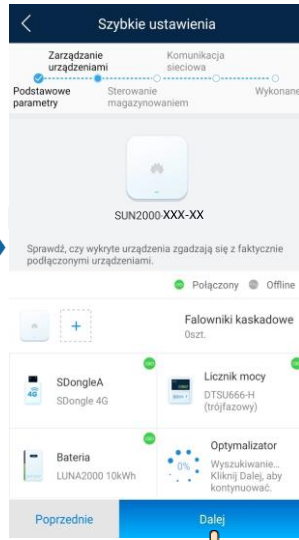 Szybkie ustawienia
Zarządzanie
urządzeniami
Komunikacja
sieciowa
Podstawowe
parametry
Sterowanie
magazynowaniem
Wykonane
SUN2000-XXX-XX
Sprawdź, czy wykryte urządzenia zgadzają się z faktycznie
podłączonymi urządzeniami.
Połączony
Offline
+
Falowniki kaskadowe
0szt.
4G
SDongleA
SDongle 4G
Licznik mocy
DTSU666-H
(trójfazowy)
Bateria
LUNA2000 10kWh
0%
Optymalizator
Wyszukiwanie...
Kliknij Dalej, aby
kontynuować.
Poprzednie
Dalej